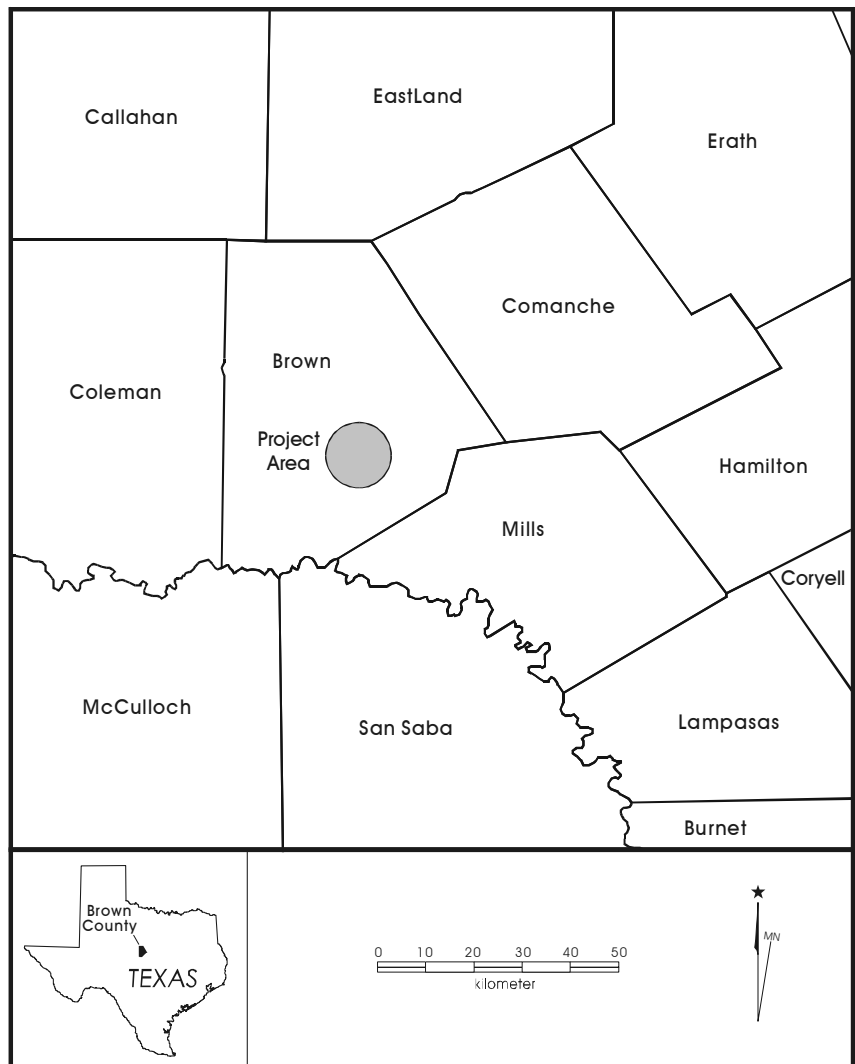 Callahan
EastLand
Erath
Comanche
Brown
Coleman
Project
Area
Hamilton
Mills
Coryell
McCulloch
San Saba
Lampasas
Burnet
Brown
County
TEXAS
0 10 20 30 40 50
kilometer
MN